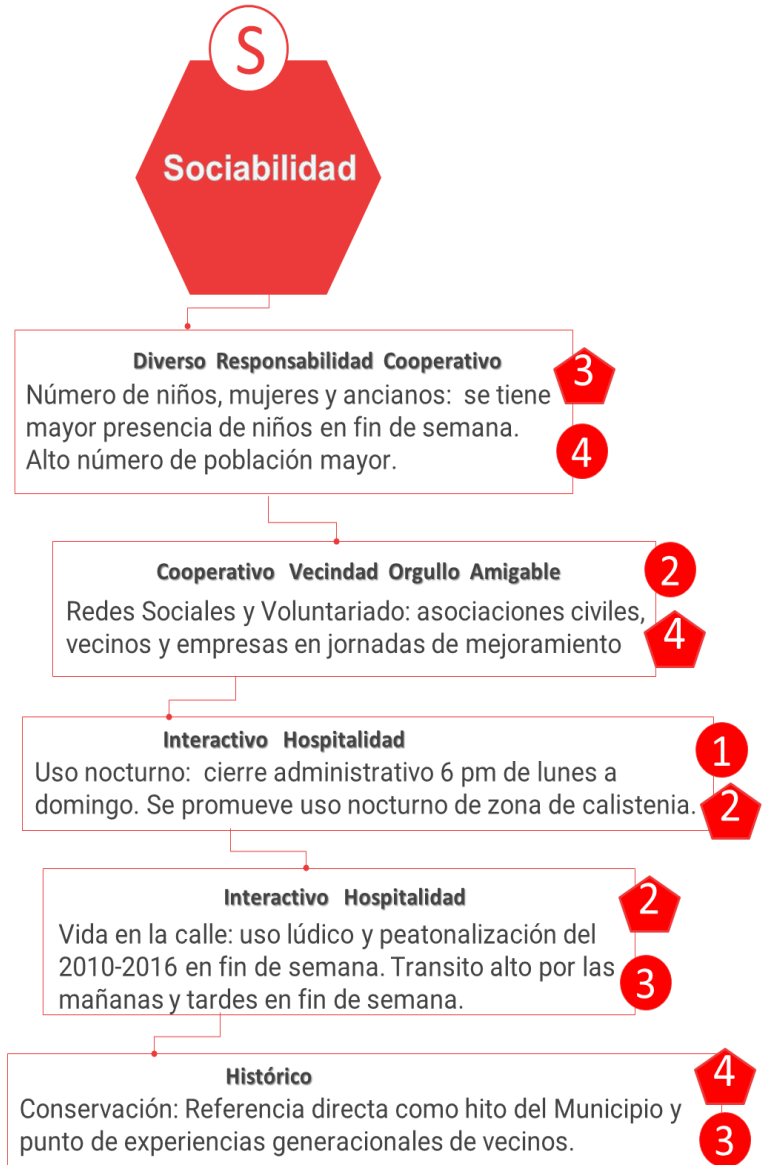 S
Sociabilidad
Diverso Responsabilidad Cooperativo
3
Número de niños, mujeres y ancianos: se tiene
mayor presencia de niños en fin de semana.
Alto número de población mayor.
4
Cooperativo Vecindad Orgullo Amigable
2
Redes Sociales y Voluntariado: asociaciones civiles,
vecinos y empresas en jornadas de mejoramiento
4
Interactivo Hospitalidad
1
Uso nocturno: cierre administrativo 6 pm de lunes a
domingo. Se promueve uso nocturno de zona de calistenia.
2
Interactivo Hospitalidad
2
Vida en la calle: uso lúdico y peatonalización del
2010-2016 en fin de semana. Transito alto por las
mañanas y tardes en fin de semana.
3
Histórico
4
Conservación: Referencia directa como hito del Municipio y
punto de experiencias generacionales de vecinos.
3